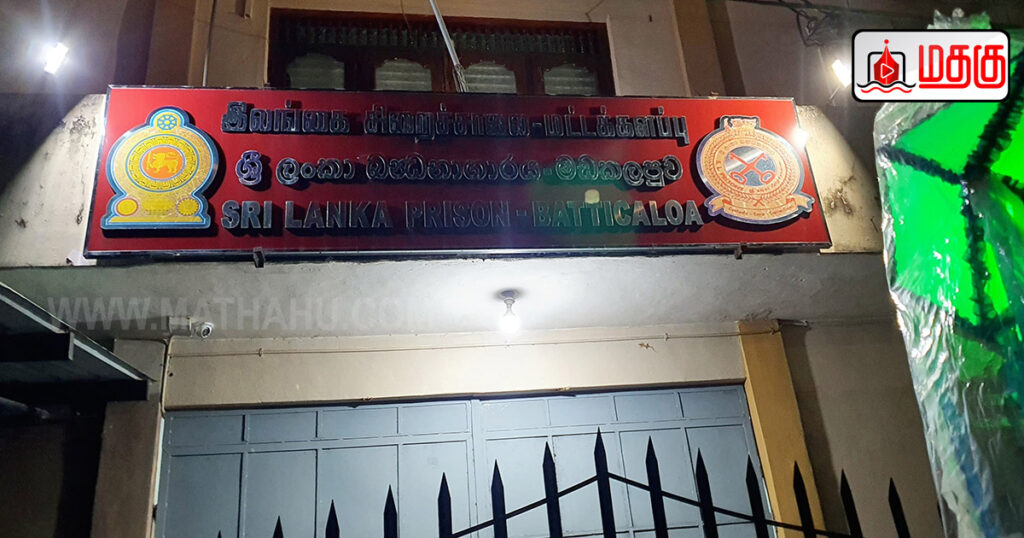 மதகு
இலங்கை சிறைச்சாலை-மட்டக்களப்பு
ශ්‍රී ලංකා බන්ධනාගාරය-මඩකලපුව
SRI LANKA PRISON-BATTICALOA
WWW.MATHAHU.COM